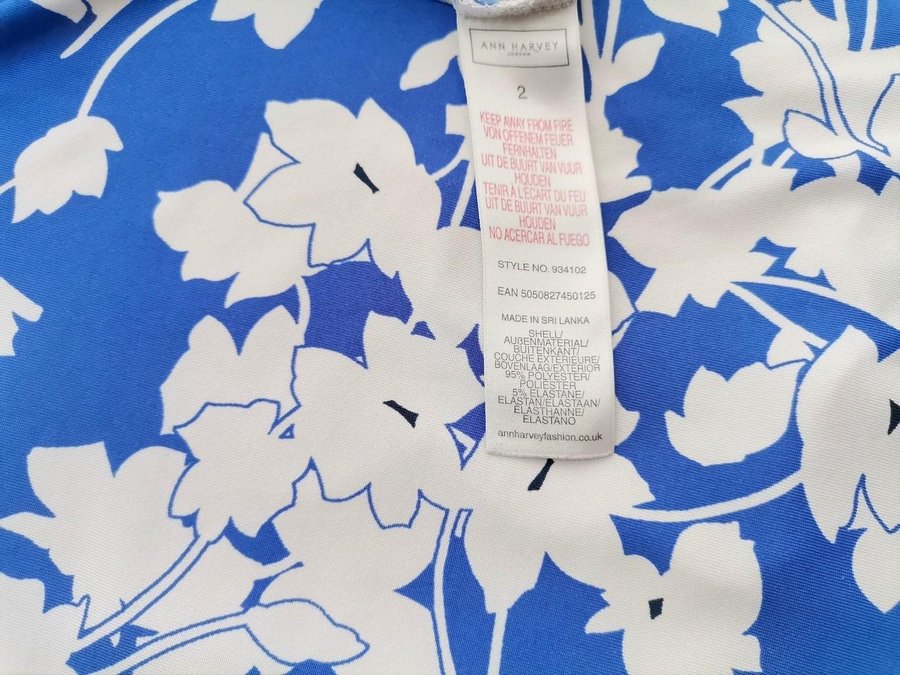 ANN HARVEY
LONDON
2
KEEP AWAY FROM FIRE
VON OFFENEM FEUER
FERNHALTEN
UIT DE BUURT VAN VUUR
HOUDEN
TENIR À L'ÉCART DU FEU
UIT DE BUURT VAN VUUR
HOUDEN
NO ACERCAR AL FUEGO
STYLE NO. 934102
EAN 5050827450125
MADE IN SRI LANKA
SHELL/
AUßENMATERIAL/
BUITENKANT/
COUCHE EXTÉRIEURE/
BOVENLAAG/EXTERIOR
95% POLYESTER/
POLIESTER
5% ELASTANE/
ELASTAN/ELASTAAN/
ÉLASTHANNE/
ELASTANO
annharveyfashion.co.uk